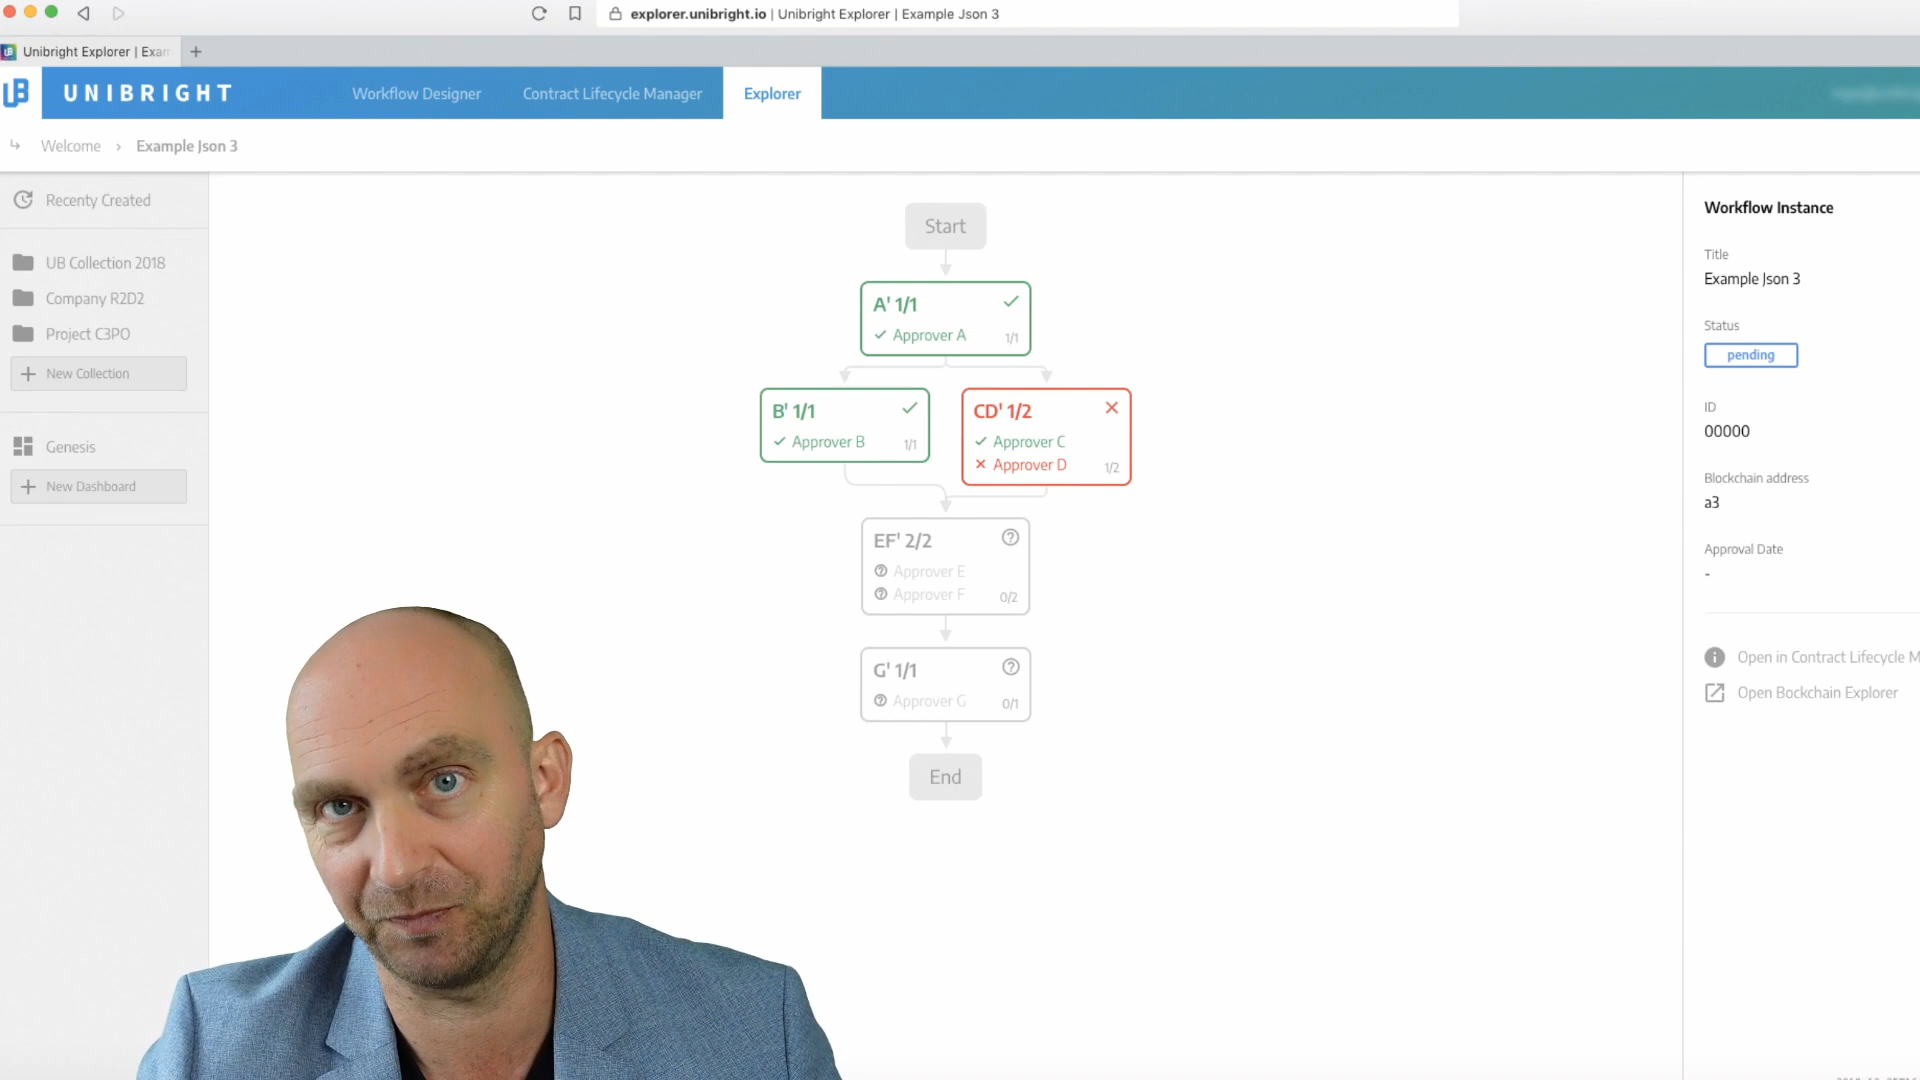 explorer.unibright.io | Unibright Explorer | Example Json 3
UB Unibright Explorer | Exam
UB UNIBRIGHT Workflow Designer Contract Lifecycle Manager Explorer
Welcome › Example Json 3
Recenty Created
UB Collection 2018
Company R2D2
Project C3PO
+ New Collection
Genesis
+ New Dashboard
Start
A' 1/1
Approver A 1/1
B' 1/1
Approver B 1/1
CD' 1/2
Approver C
Approver D 1/2
EF' 2/2
Approver E
Approver F 0/2
G' 1/1
Approver G 0/1
End
Workflow Instance
Title
Example Json 3
Status
pending
ID
00000
Blockchain address
a3
Approval Date
-
Open in Contract Lifecycle M
Open Bockchain Explorer